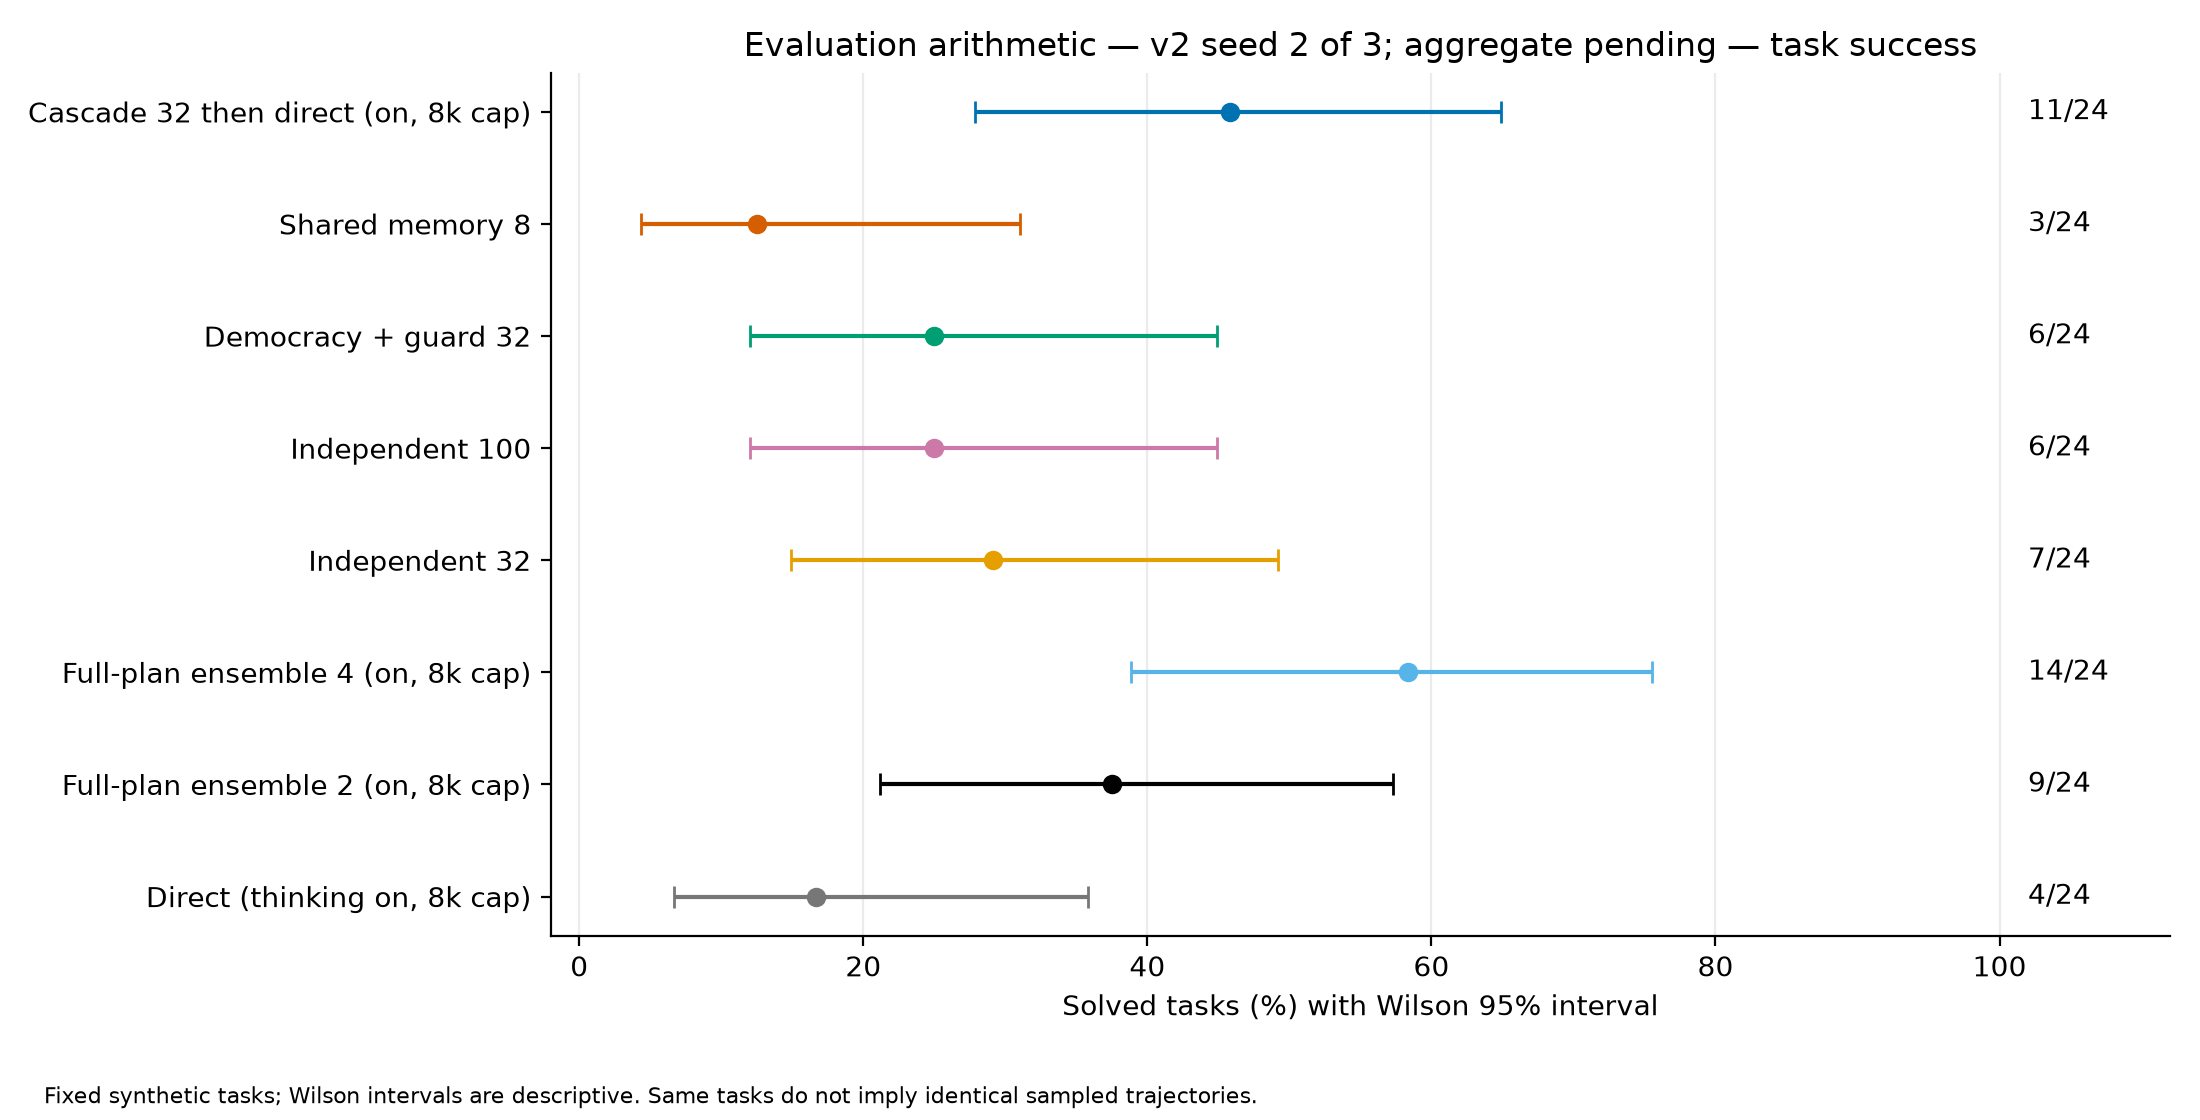 Evaluation arithmetic — v2 seed 2 of 3; aggregate pending — task success
Cascade 32 then direct (on, 8k cap) 11/24
Shared memory 8 3/24
Democracy + guard 32 6/24
Independent 100 6/24
Independent 32 7/24
Full-plan ensemble 4 (on, 8k cap) 14/24
Full-plan ensemble 2 (on, 8k cap) 9/24
Direct (thinking on, 8k cap) 4/24
0 20 40 60 80 100
Solved tasks (%) with Wilson 95% interval
Fixed synthetic tasks; Wilson intervals are descriptive. Same tasks do not imply identical sampled trajectories.